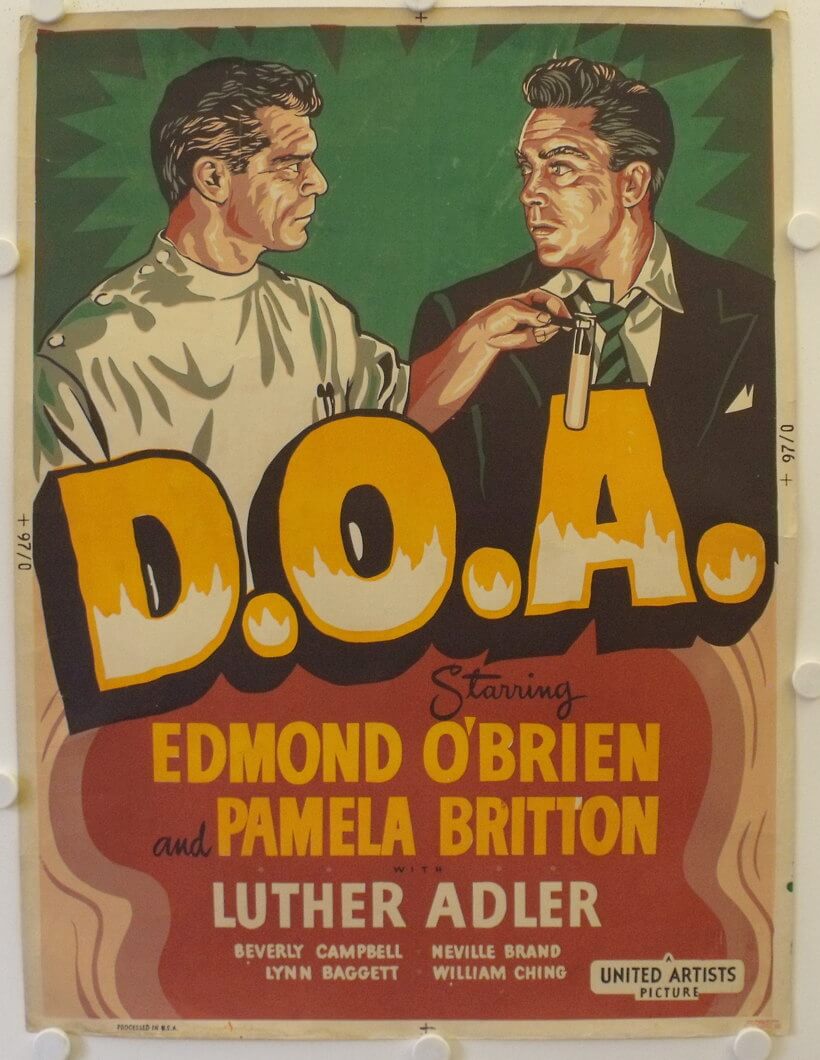 97/0
97/0
D.O.A.
Starring
EDMOND O'BRIEN
and PAMELA BRITTON
WITH
LUTHER ADLER
BEVERLY CAMPBELL NEVILLE BRAND
LYNN BAGGETT WILLIAM CHING
A
UNITED ARTISTS
PICTURE
PROCESSED IN U.S.A.